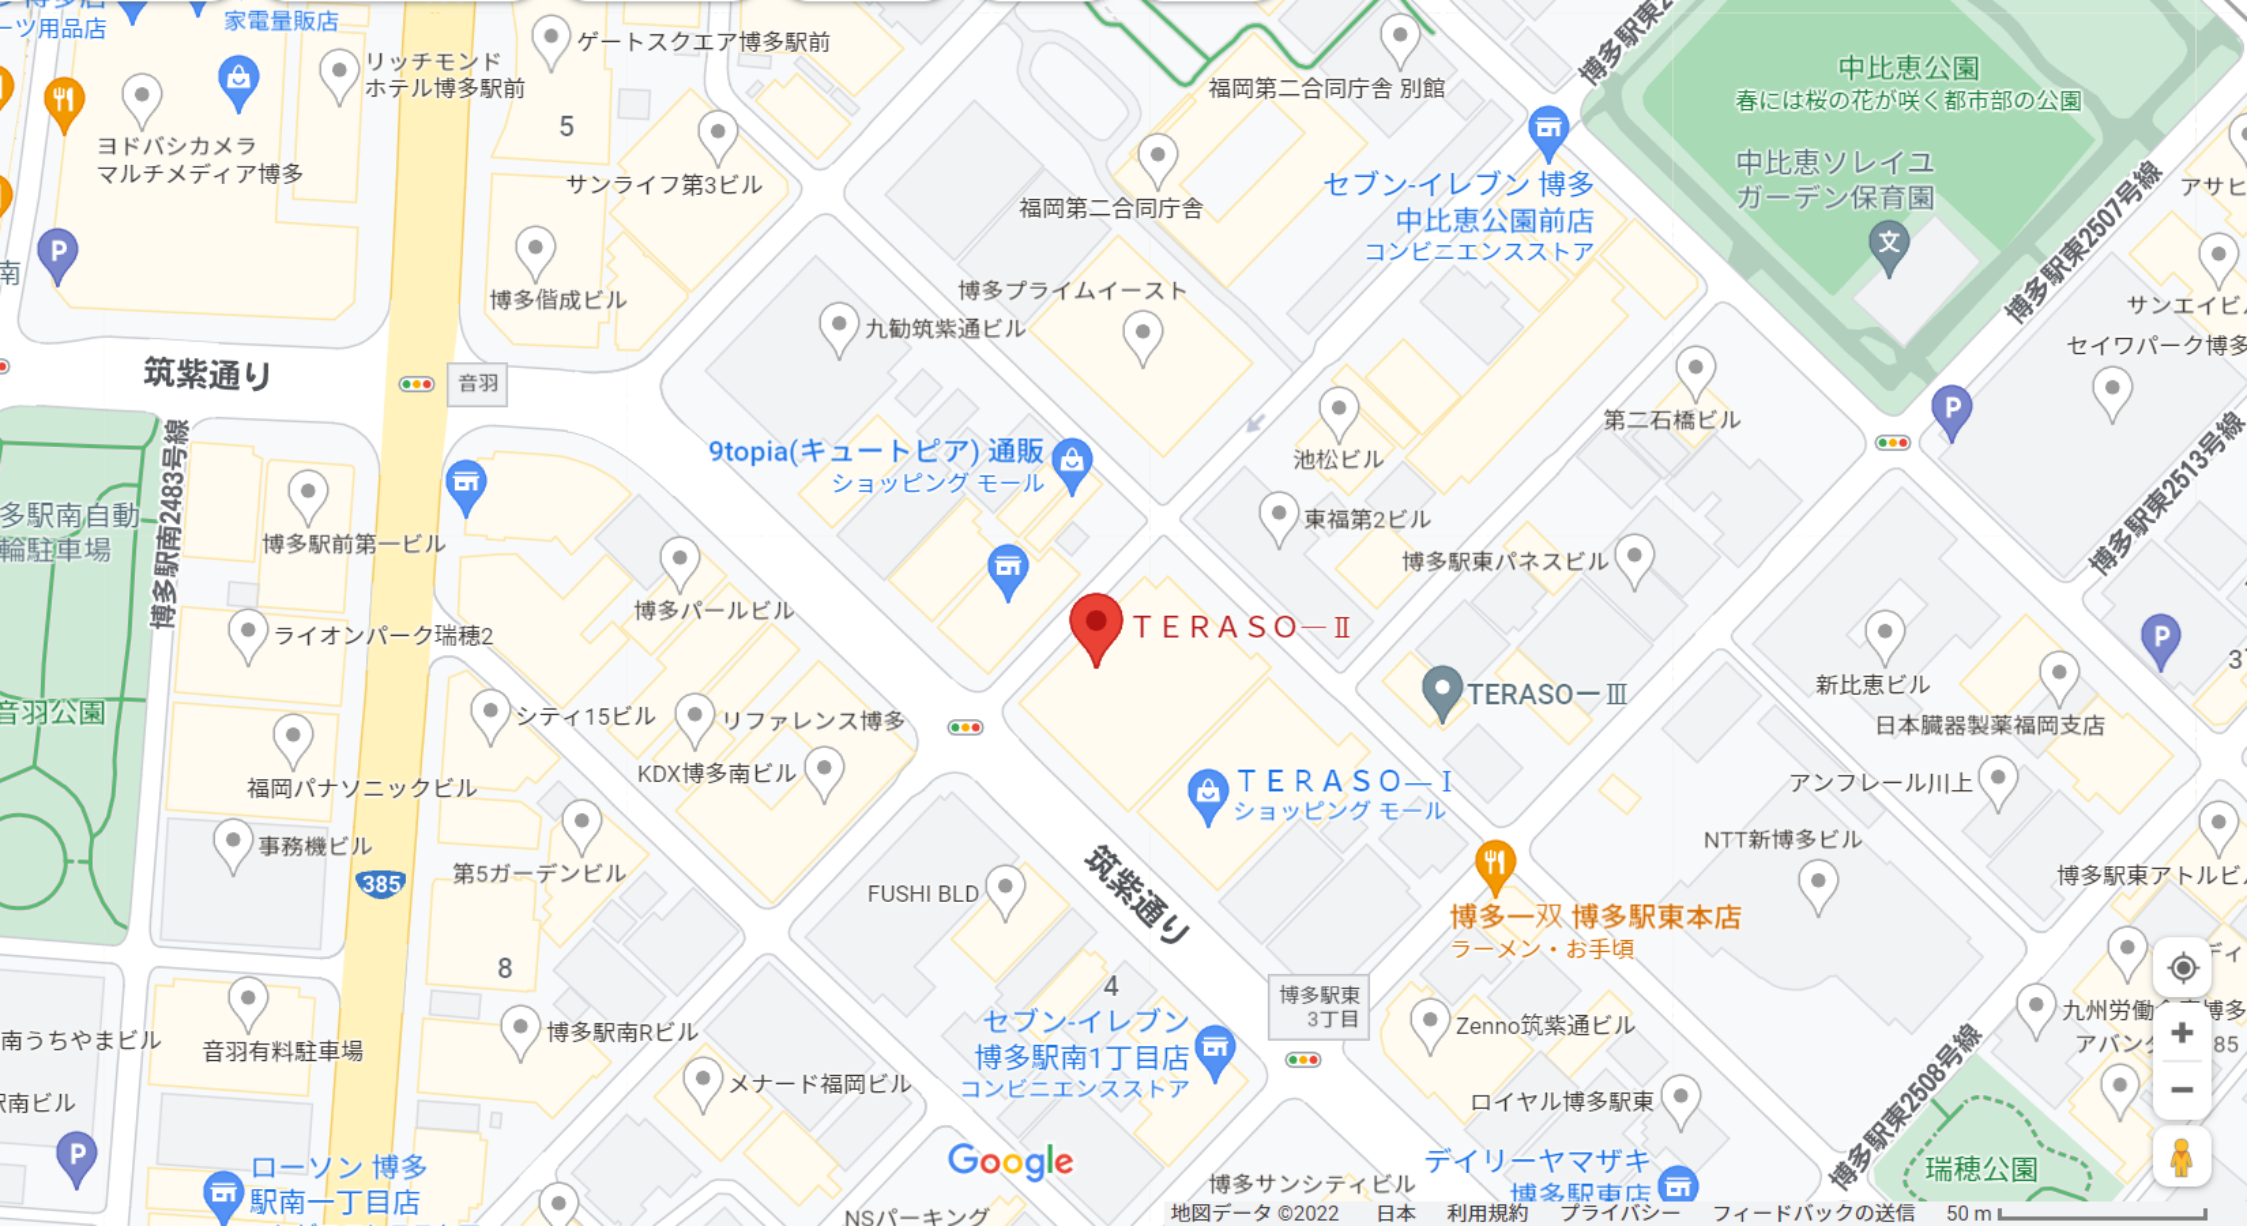 家電量販店
ーツ用品店
リッチモンド
ホテル博多駅前
ゲートスクエア博多駅前
ヨドバシカメラ
マルチメディア博多
5
サンライフ第3ビル
博多偕成ビル
福岡第二合同庁舎 別館
福岡第二合同庁舎
セブン-イレブン 博多
中比恵公園前店
コンビニエンスストア
中比恵公園
春には桜の花が咲く都市部の公園
中比恵ソレイユ
ガーデン保育園
博多駅東2507号線
アサヒ
サンエイビ
セイワパーク博多
博多駅東2513号線
博多プライムイースト
九勧筑紫通ビル
筑紫通り
音羽
9topia(キュートピア) 通販
ショッピング モール
池松ビル
第二石橋ビル
東福第2ビル
博多駅東パネスビル
博多駅南2483号線
多駅南自動
輪駐車場
博多駅前第一ビル
博多パールビル
ライオンパーク瑞穂2
音羽公園
シティ15ビル
リファレンス博多
KDX博多南ビル
福岡パナソニックビル
事務機ビル
385
第5ガーデンビル
TERASO―Ⅱ
TERASOーⅢ
TERASO―Ⅰ
ショッピング モール
新比恵ビル
日本臓器製薬福岡支店
アンフレール川上
NTT新博多ビル
博多駅東アトルビ
FUSHI BLD
筑紫通り
博多一双 博多駅東本店
ラーメン・お手頃
8
4
博多駅東
3丁目
セブン-イレブン
博多駅南1丁目店
コンビニエンスストア
Zenno筑紫通ビル
ロイヤル博多駅東
博多駅東2508号線
九州労働
博多
アバン
85
南うちやまビル
音羽有料駐車場
博多駅南Rビル
メナード福岡ビル
駅南ビル
ローソン 博多
駅南一丁目店
Google
デイリーヤマザキ
博多駅東店
博多サンシティビル
NSパーキング
瑞穂公園
地図データ ©2022 日本 利用規約 プライバシー フィードバックの送信 50 m